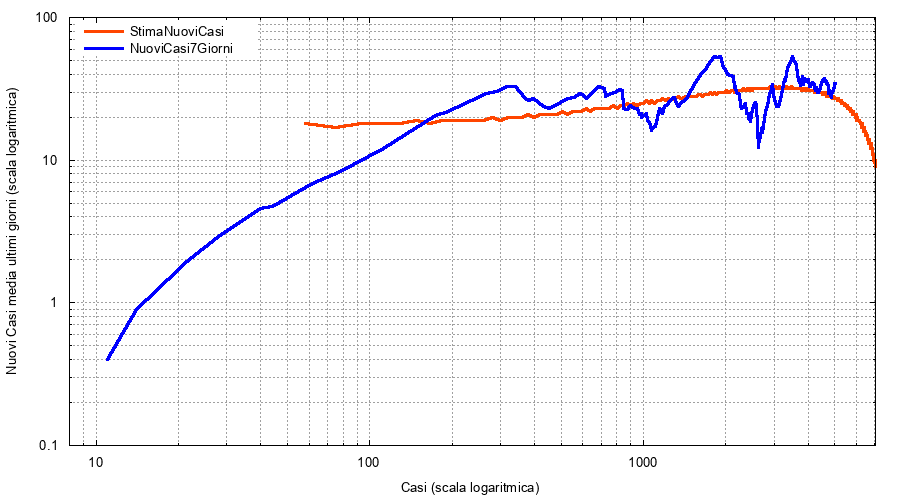 StimaNuoviCasi
NuoviCasi7Giorni
Nuovi Casi media ultimi giorni (scala logaritmica)
100
10
1
0.1
10
100
1000
Casi (scala logaritmica)